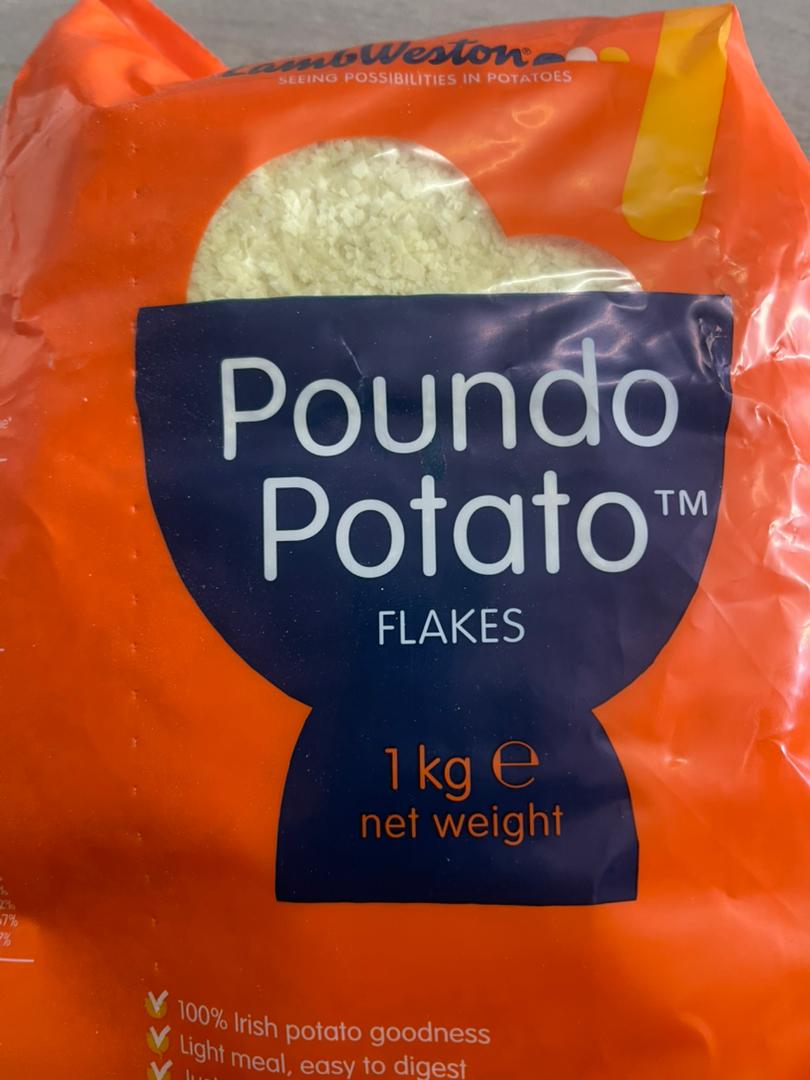 LambWeston®
SEEING POSSIBILITIES IN POTATOES
Poundo
Potato™
FLAKES
1 kg ℮
net weight
100% Irish potato goodness
Light meal, easy to digest